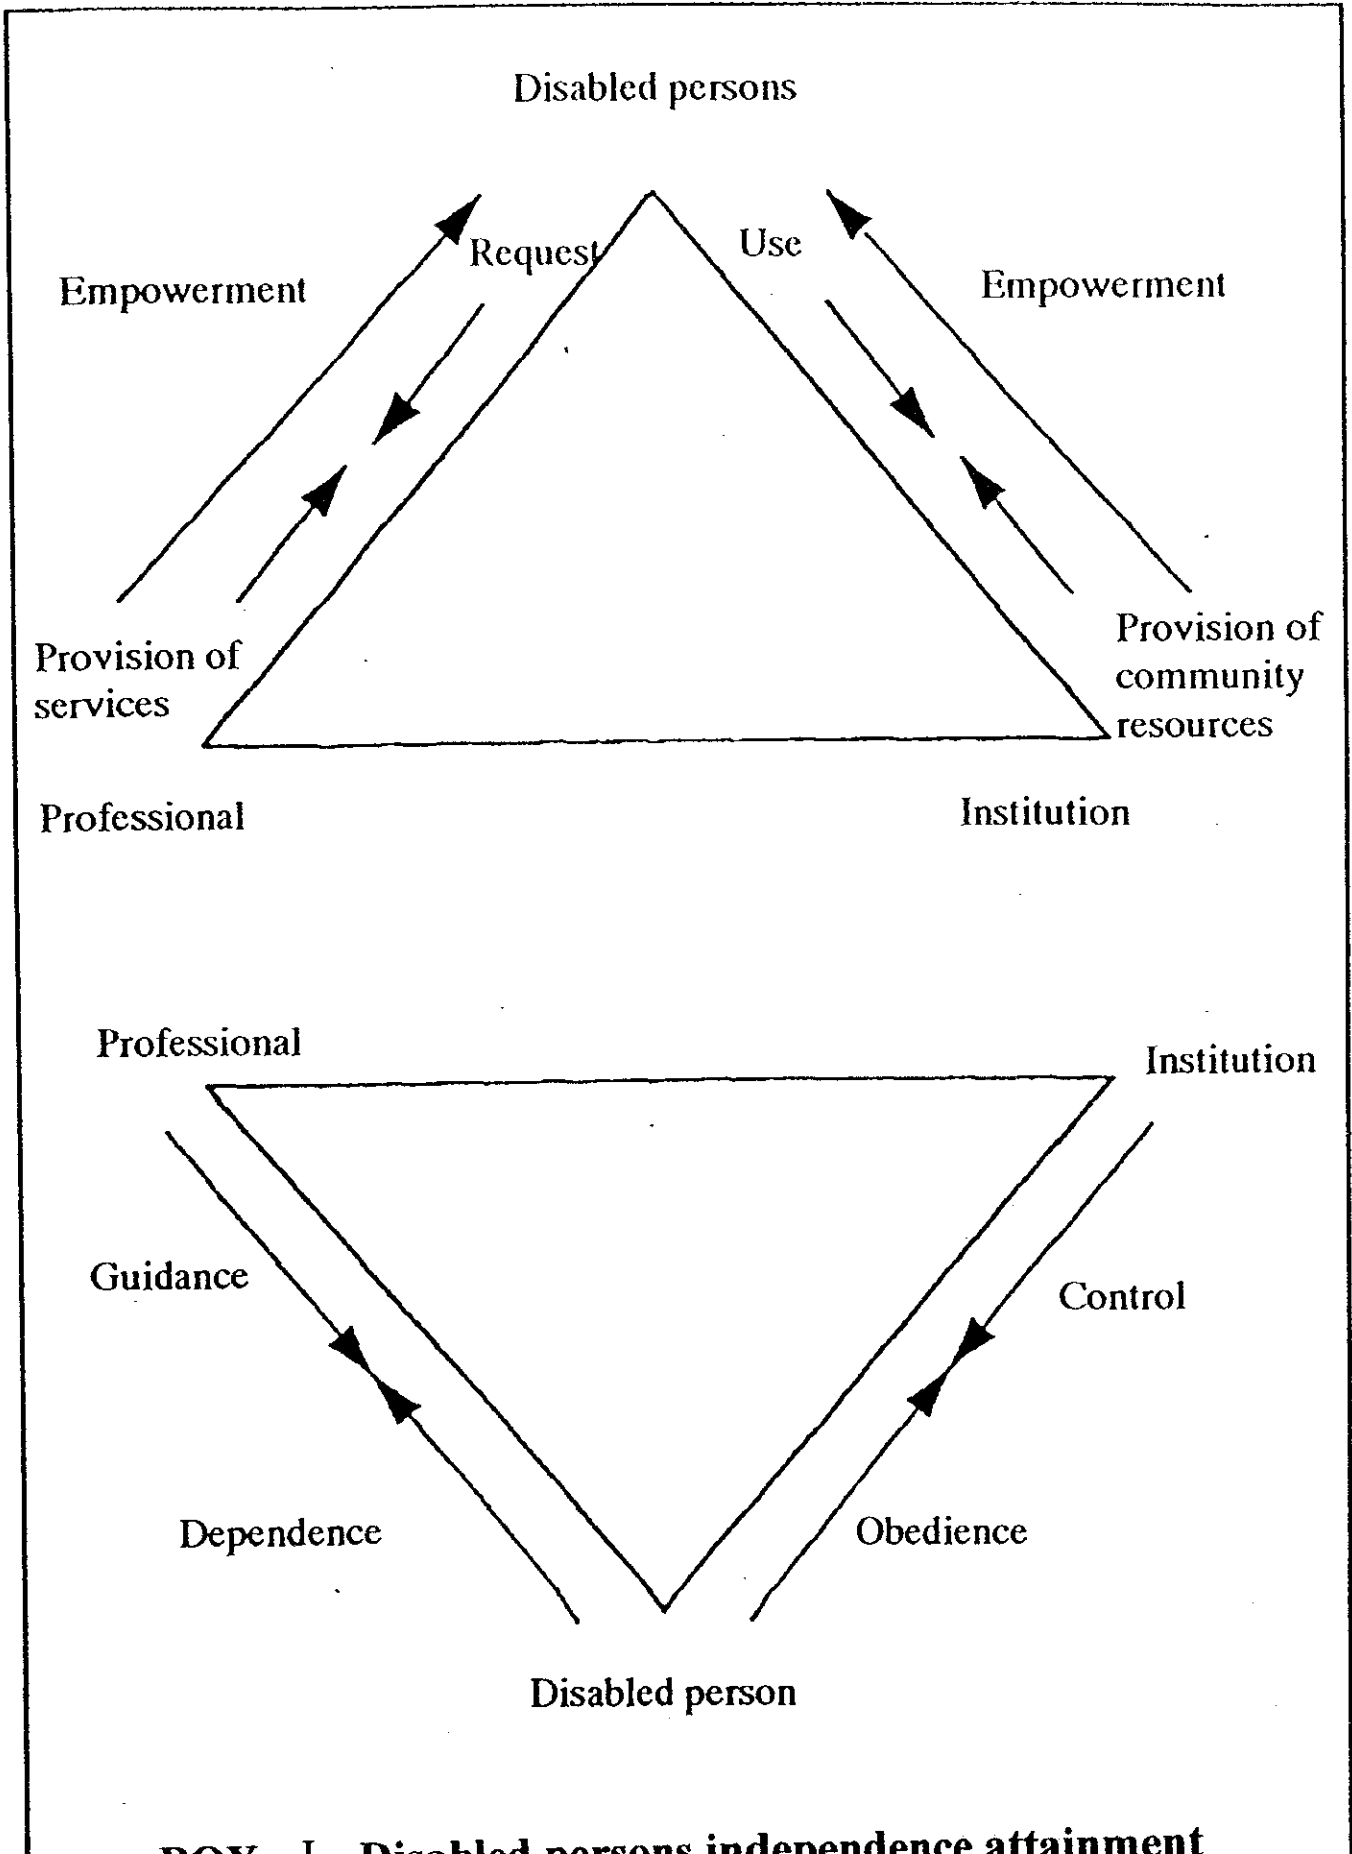 Disabled persons
Request
Use
Empowerment
Empowerment
Provision of
services
Provision of
community
resources
Professional
Institution
Professional
Institution
Guidance
Control
Dependence
Obedience
Disabled person
BOX I Disabled persons independence attainment